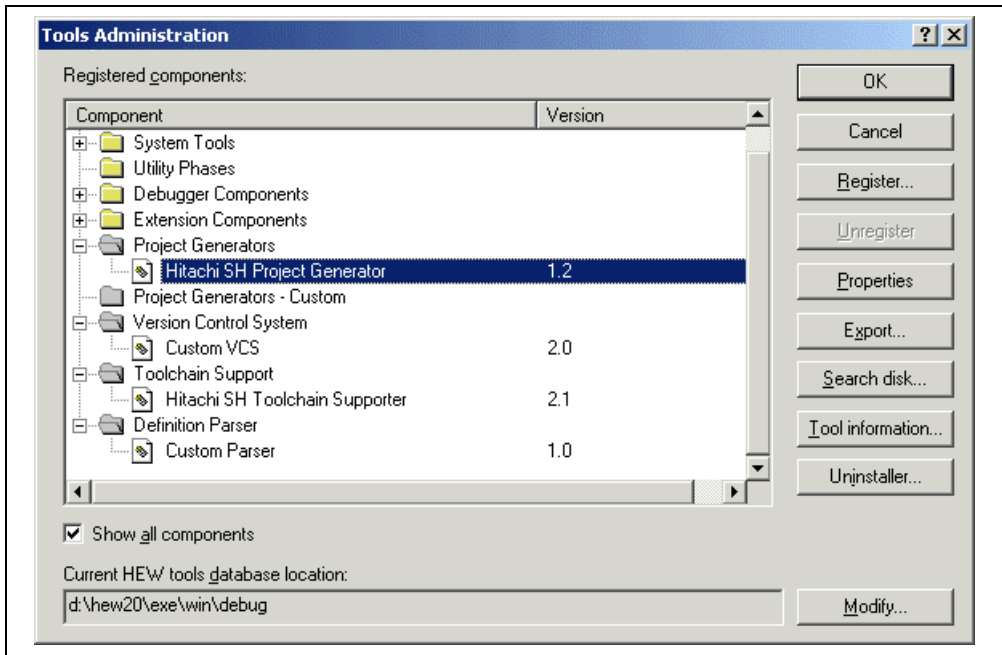 Tools Administration
Registered components:
Component Version
System Tools
Utility Phases
Debugger Components
Extension Components
Project Generators
Hitachi SH Project Generator 1.2
Project Generators - Custom
Version Control System
Custom VCS 2.0
Toolchain Support
Hitachi SH Toolchain Supporter 2.1
Definition Parser
Custom Parser 1.0
OK
Cancel
Register...
Unregister
Properties
Export...
Search disk...
Tool information...
Uninstaller...
Show all components
Current HEW tools database location:
d:\hew20\exe\win\debug
Modify...